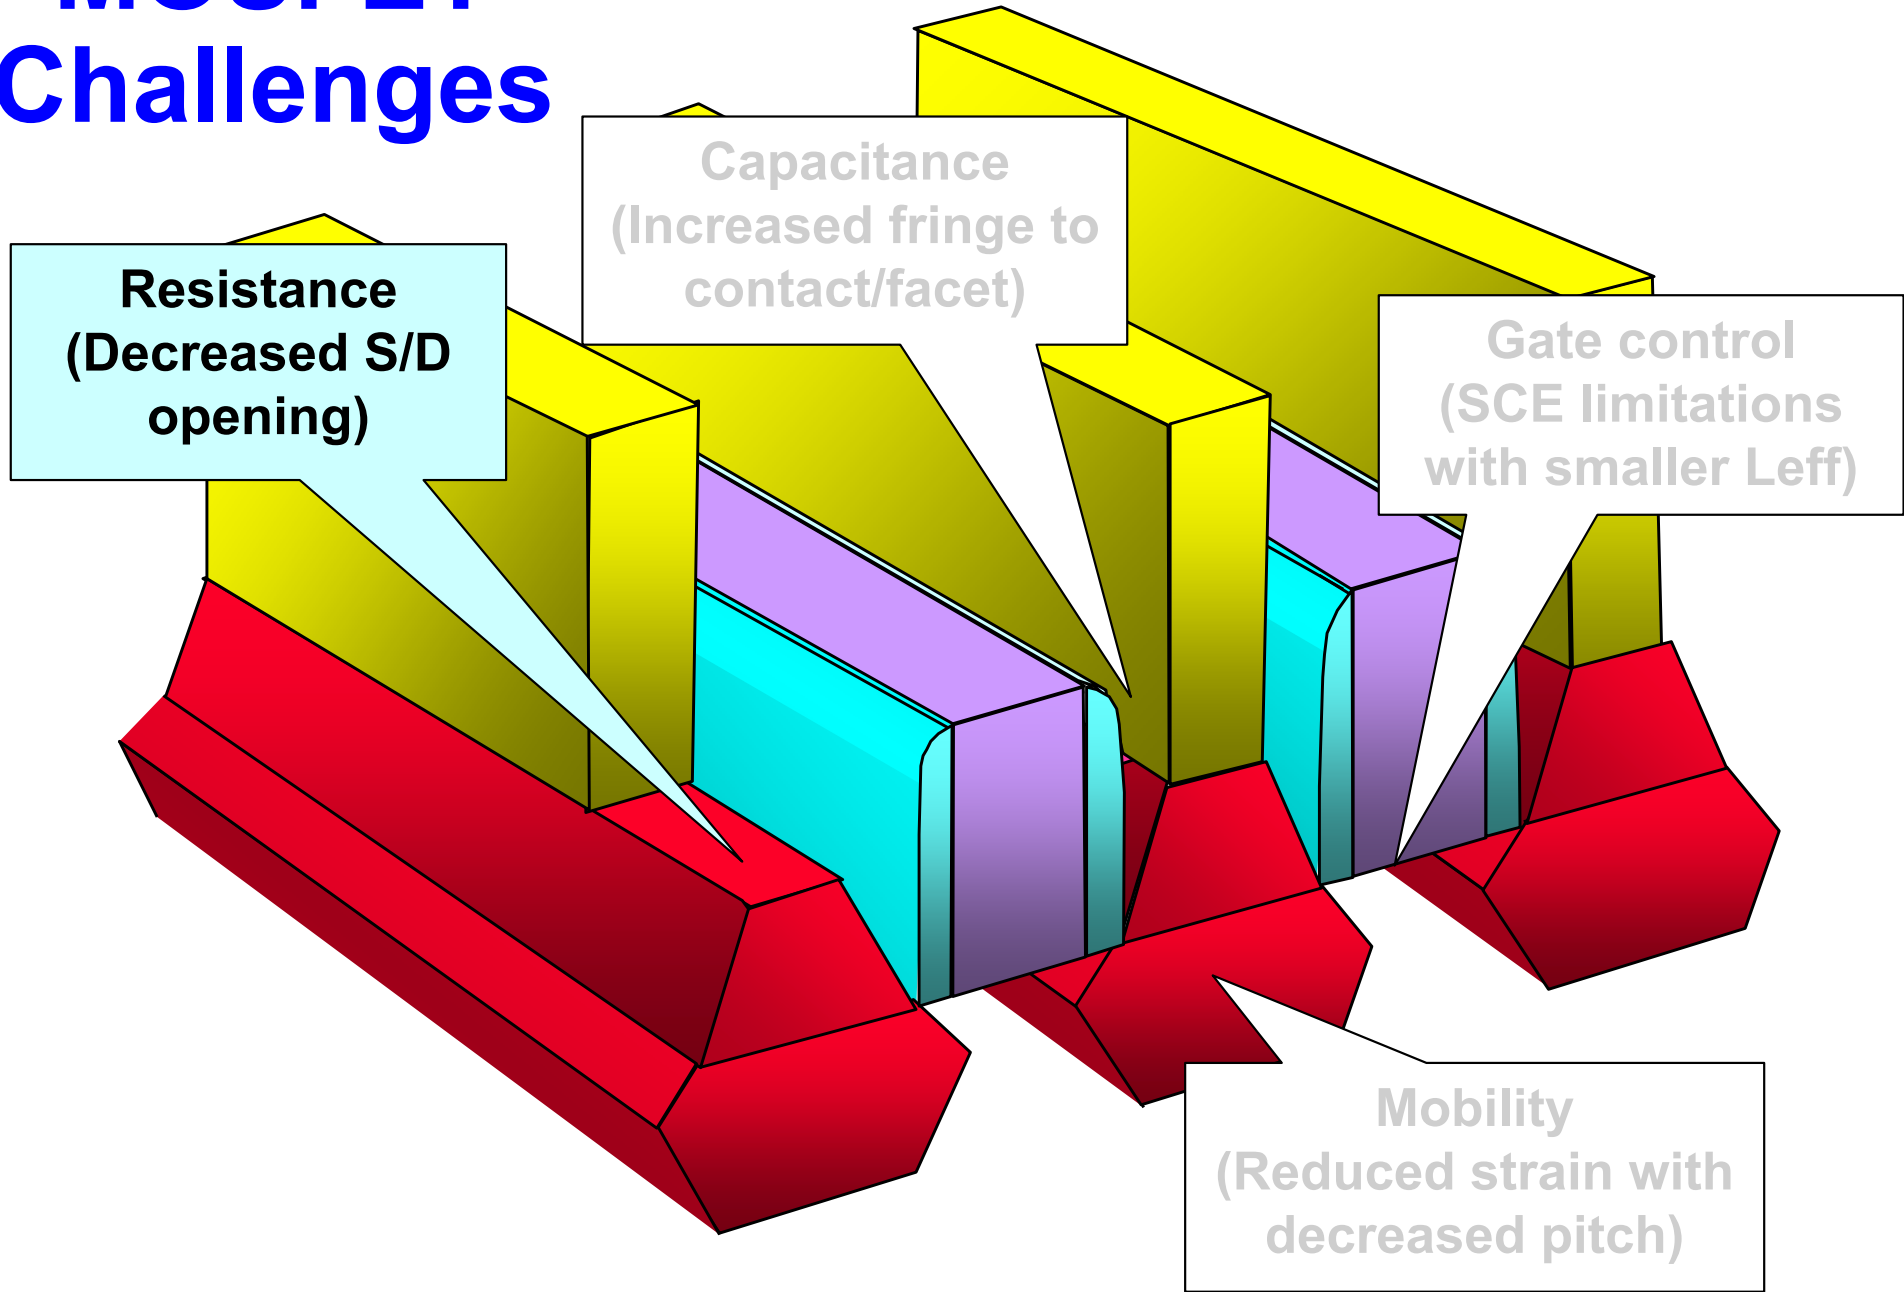 MOSFET
Challenges
Capacitance
(Increased fringe to
contact/facet)
Resistance
(Decreased S/D
opening)
Gate control
(SCE limitations
with smaller Leff)
Mobility
(Reduced strain with
decreased pitch)